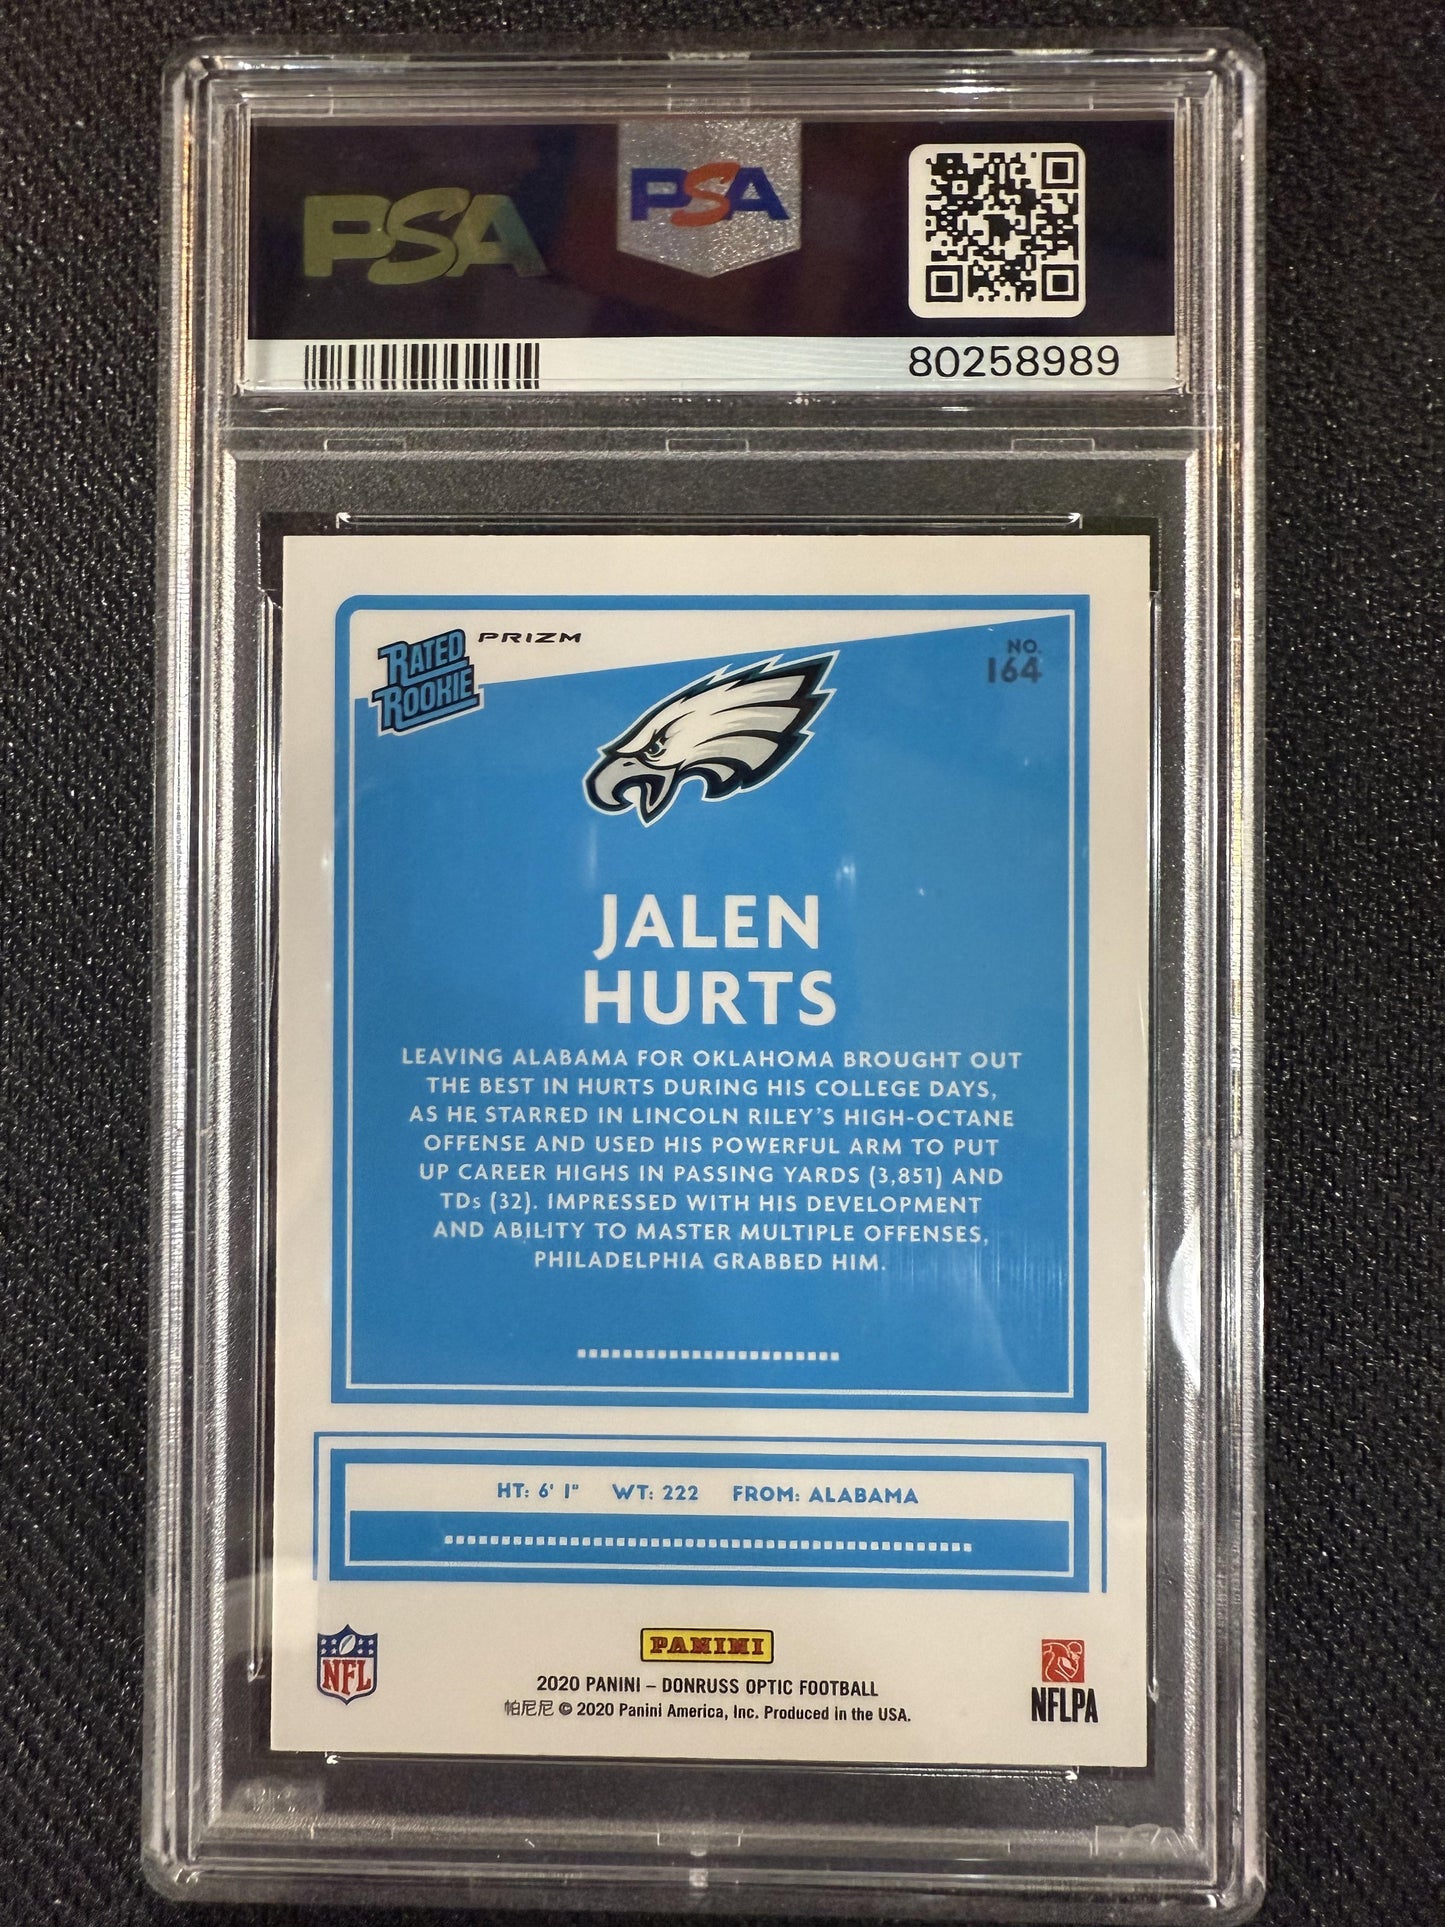 PSA
PSA
80258989
RATED
ROOKIE
PRIZM
NO.
164
JALEN
HURTS
LEAVING ALABAMA FOR OKLAHOMA BROUGHT OUT
THE BEST IN HURTS DURING HIS COLLEGE DAYS,
AS HE STARRED IN LINCOLN RILEY'S HIGH-OCTANE
OFFENSE AND USED HIS POWERFUL ARM TO PUT
UP CAREER HIGHS IN PASSING YARDS (3,851) AND
TDs (32). IMPRESSED WITH HIS DEVELOPMENT
AND ABILITY TO MASTER MULTIPLE OFFENSES,
PHILADELPHIA GRABBED HIM.
HT: 6' 1" WT: 222 FROM: ALABAMA
NFL
PANINI
2020 PANINI – DONRUSS OPTIC FOOTBALL
帕尼尼 © 2020 Panini America, Inc. Produced in the USA.
NFLPA